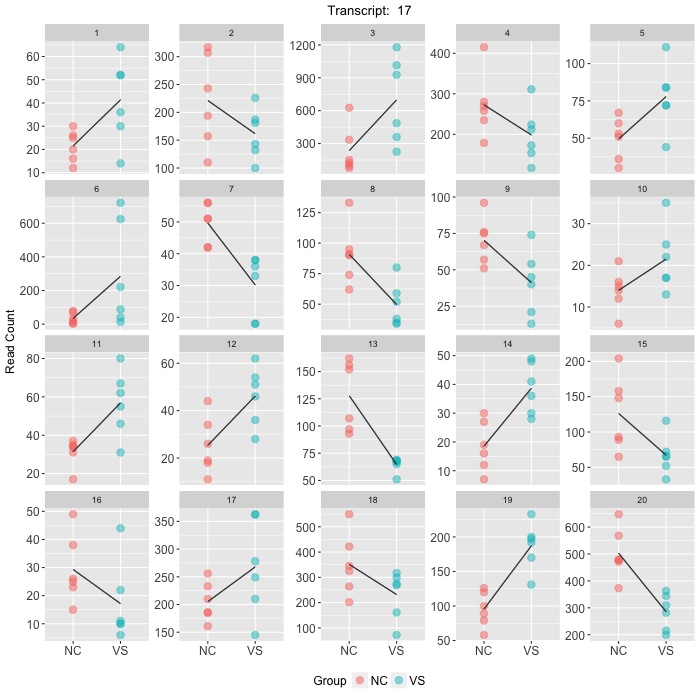 Transcript: 17
1 2 3 4 5
60 50 40 30 20 10
300 250 200 150 100
1200 900 600 300
400 300 200
100 75 50
6 7 8 9 10
600 400 200 0
50 40 30 20
125 100 75 50
100 75 50 25
30 20 10
Read Count
11 12 13 14 15
80 60 40 20
60 40 20
150 100 50
50 40 30 20 10
200 150 100 50
16 17 18 19 20
50 40 30 20 10
350 300 250 200 150
500 400 300 200 100
200 150 100 50
600 500 400 300 200
NC VS NC VS NC VS NC VS NC VS
Group NC VS